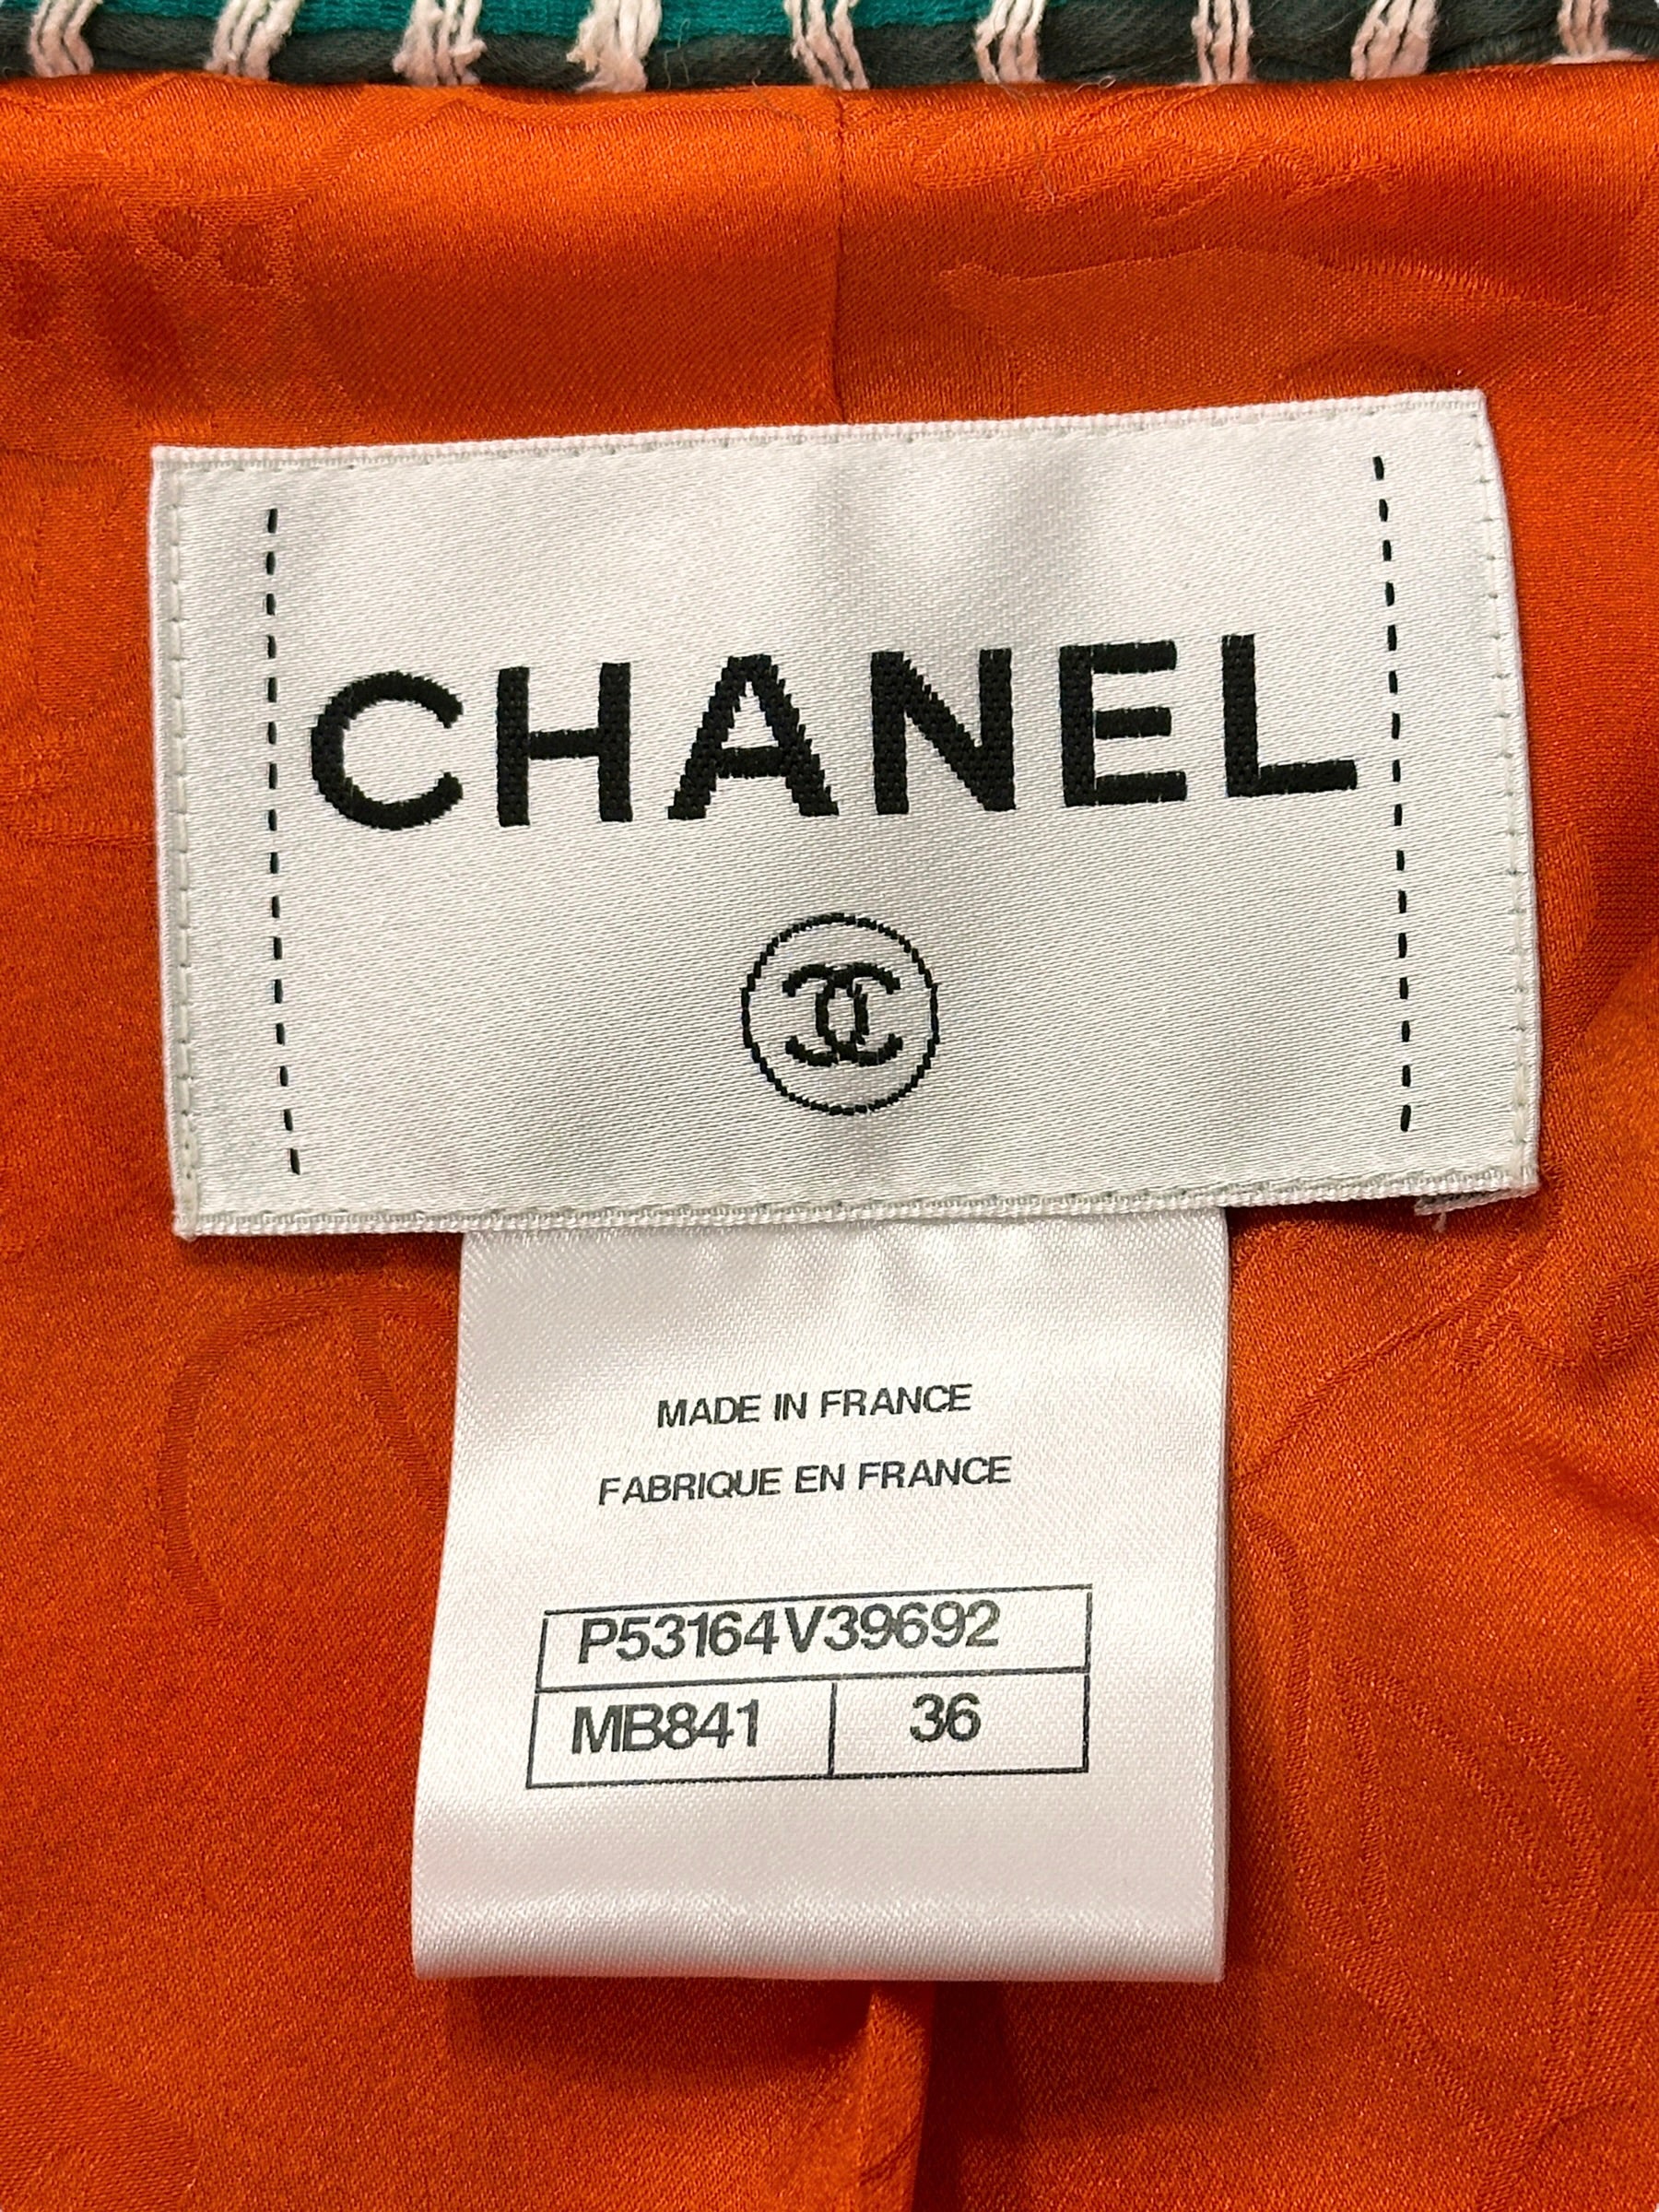 CHANEL
MADE IN FRANCE
FABRIQUE EN FRANCE
P53164V39692
MB841 36